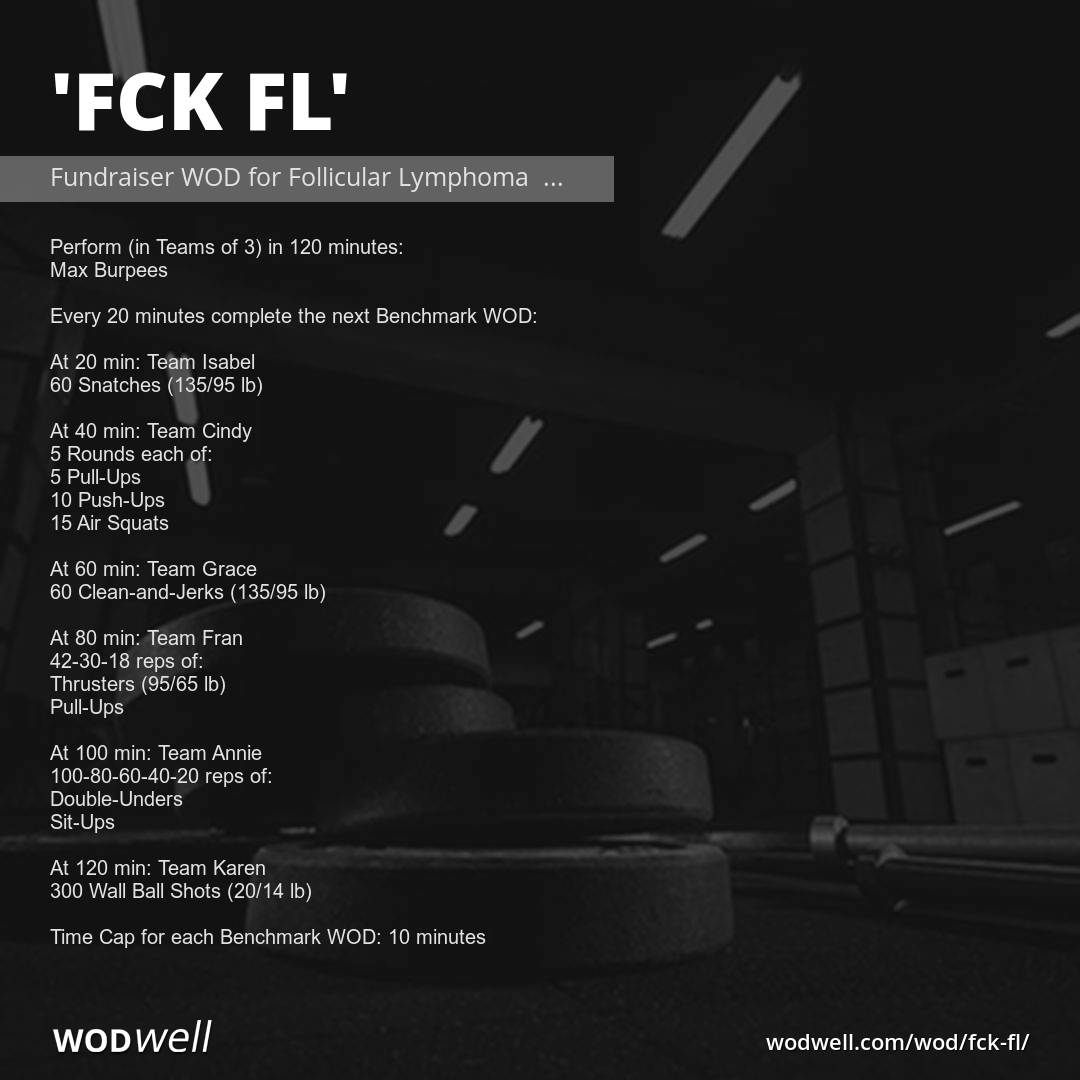 'FCK FL'
Fundraiser WOD for Follicular Lymphoma ...
Perform (in Teams of 3) in 120 minutes:
Max Burpees
Every 20 minutes complete the next Benchmark WOD:
At 20 min: Team Isabel
60 Snatches (135/95 lb)
At 40 min: Team Cindy
5 Rounds each of:
5 Pull-Ups
10 Push-Ups
15 Air Squats
At 60 min: Team Grace
60 Clean-and-Jerks (135/95 lb)
At 80 min: Team Fran
42-30-18 reps of:
Thrusters (95/65 lb)
Pull-Ups
At 100 min: Team Annie
100-80-60-40-20 reps of:
Double-Unders
Sit-Ups
At 120 min: Team Karen
300 Wall Ball Shots (20/14 lb)
Time Cap for each Benchmark WOD: 10 minutes
WODwell
wodwell.com/wod/fck-fl/